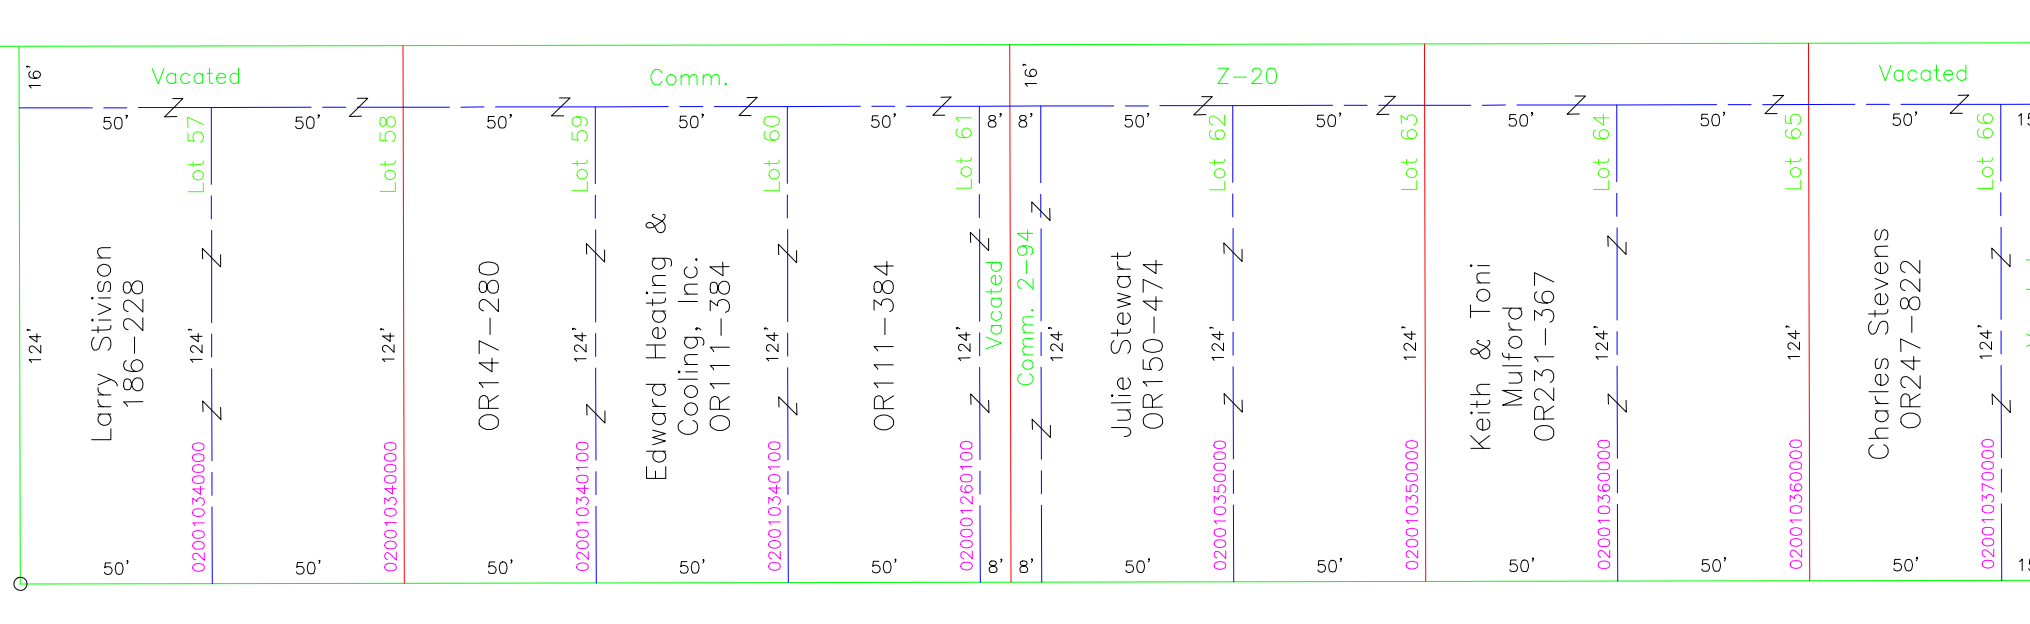 16'
Vacated
Comm.
16'
Z-20
Vacated
50'
50'
50'
50'
50'
8'
8'
50'
50'
50'
50'
50'
Lot 57
Lot 58
Lot 59
Lot 60
Lot 61
Lot 62
Lot 63
Lot 64
Lot 65
Lot 66
124'
Larry Stivison
186-228
124'
124'
OR147-280
124'
Edward Heating &
Cooling, Inc.
OR111-384
124'
OR111-384
124'
Vacated
Comm. 2-94
124'
Julie Stewart
OR150-474
124'
124'
Keith & Toni
Mulford
OR231-367
124'
124'
Charles Stevens
OR247-822
124'
020010340000
020010340000
020010340100
020010340100
020001260100
020010350000
020010350000
020010360000
020010360000
020010370000
50'
50'
50'
50'
50'
8'
8'
50'
50'
50'
50'
50'